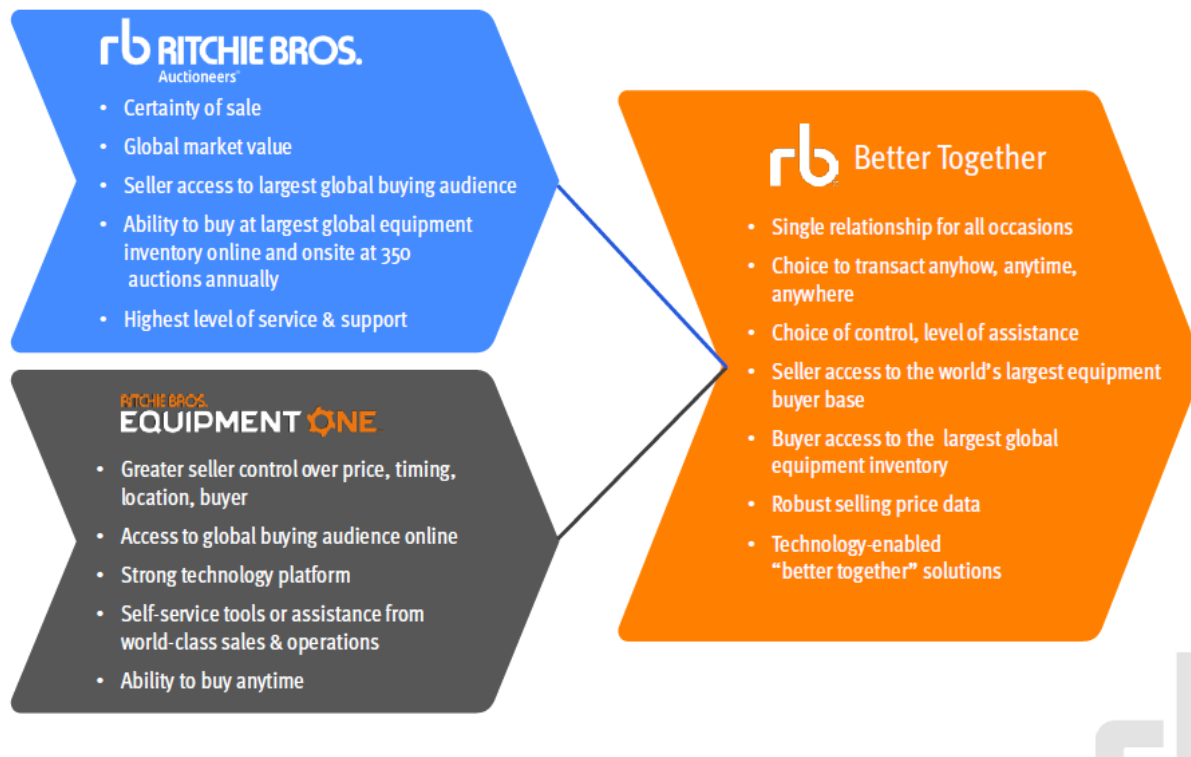 rb RITCHIE BROS.
Auctioneers®
• Certainty of sale
• Global market value
• Seller access to largest global buying audience
• Ability to buy at largest global equipment
inventory online and onsite at 350
auctions annually
• Highest level of service & support
RITCHIE BROS.
EQUIPMENT ONE
• Greater seller control over price, timing,
location, buyer
• Access to global buying audience online
• Strong technology platform
• Self-service tools or assistance from
world-class sales & operations
• Ability to buy anytime
rb Better Together
• Single relationship for all occasions
• Choice to transact anyhow, anytime,
anywhere
• Choice of control, level of assistance
• Seller access to the world's largest equipment
buyer base
• Buyer access to the largest global
equipment inventory
• Robust selling price data
• Technology-enabled
“better together” solutions